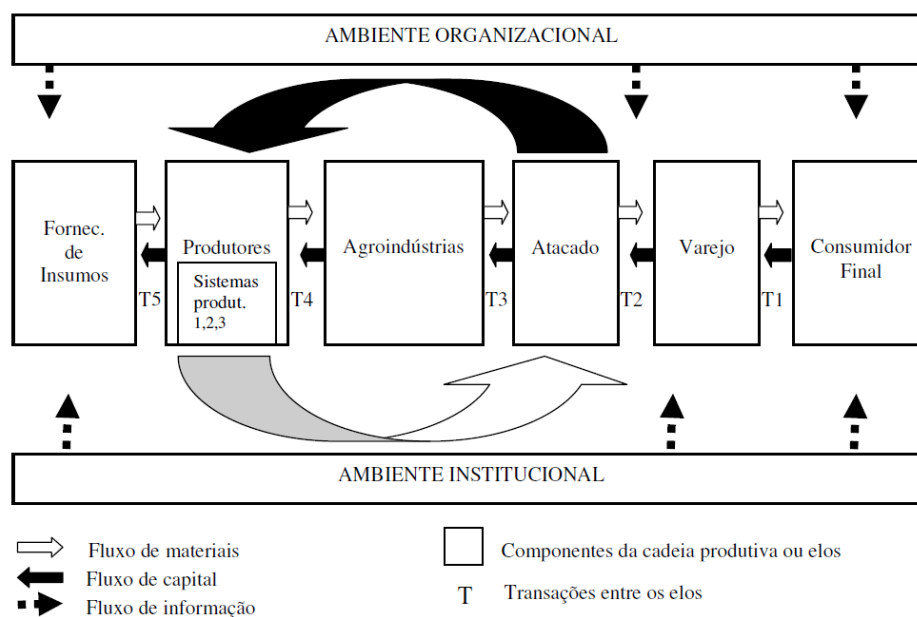 AMBIENTE ORGANIZACIONAL
Fornec.
de
Insumos
T5
Produtores
Sistemas
produt.
1,2,3
T4
Agroindústrias
T3
Atacado
T2
Varejo
T1
Consumidor
Final
AMBIENTE INSTITUCIONAL
Fluxo de materiais
Fluxo de capital
Fluxo de informação
Componentes da cadeia produtiva ou elos
T Transações entre os elos